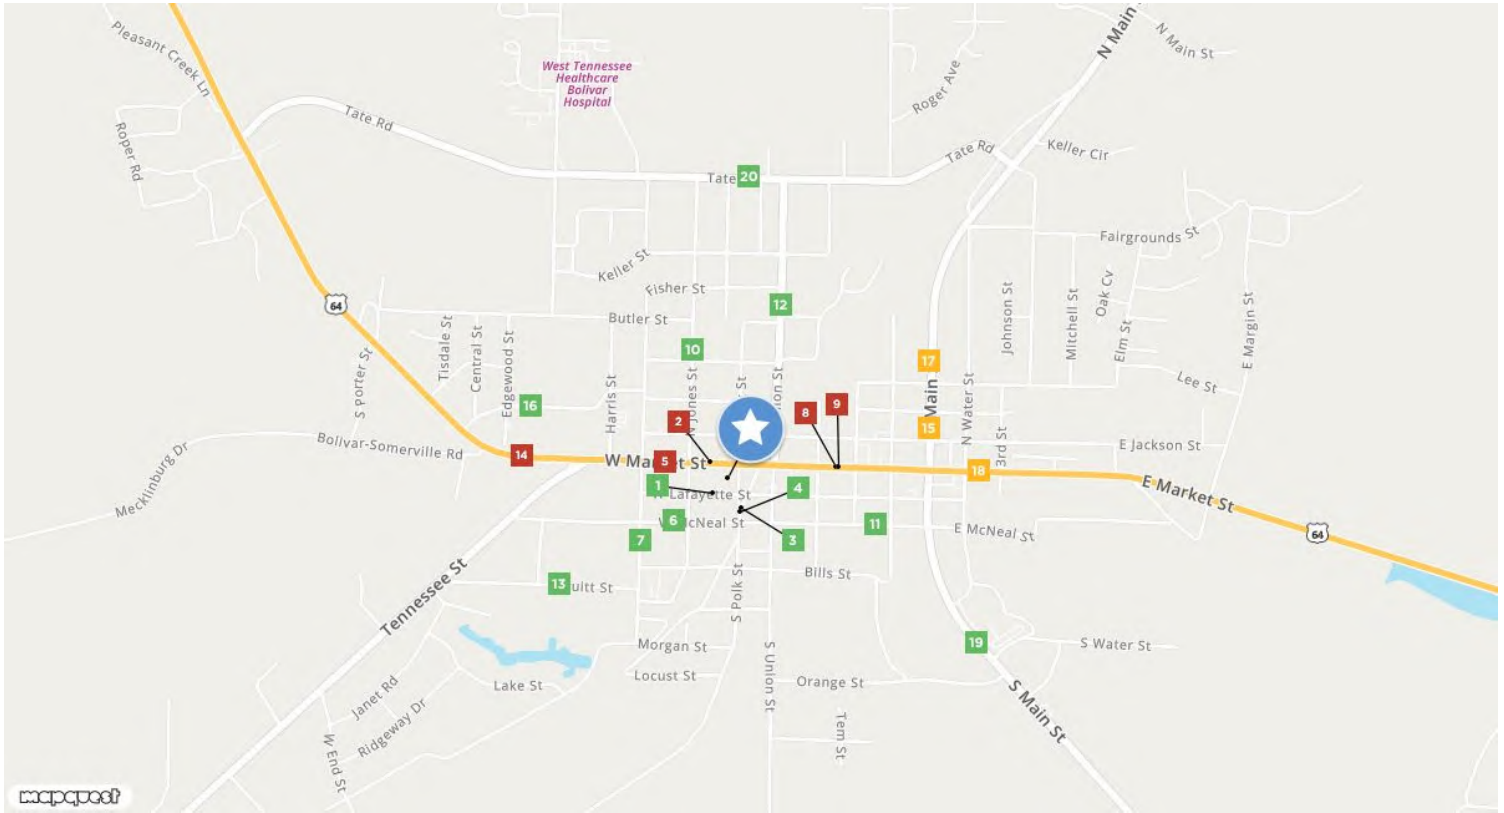 N Main
N Main St
Pleasant Creek Ln
West Tennessee
Healthcare
Bolivar
Hospital
Roger Ave
Tate Rd
Roper Rd
Keller Cir
Tate Rd
Tate
20
Fairgrounds St
Keller St
Fisher St
Oak Cv
64
12
Butler St
Johnson St
Mitchell St
E Margin St
Tisdale St
Central St
Edgewood St
S Porter St
10
17
Elm St
Lee St
Harris St
N Jones St
St
ion St
Main
N Water St
16
2
8
9
15
3rd St
E Jackson St
Bolivar-Somerville Rd
14
W Market St
5
18
Mecklinburg Dr
1
Lafayette St
4
E Market St
6
cNeal St
11
E McNeal St
64
7
3
13
uitt St
Bills St
Tennessee St
S Polk St
Morgan St
S Union St
19
S Water St
Locust St
Lake St
Orange St
Janet Rd
S Main St
Ridgeway Dr
Tem St
W End St
mapquest